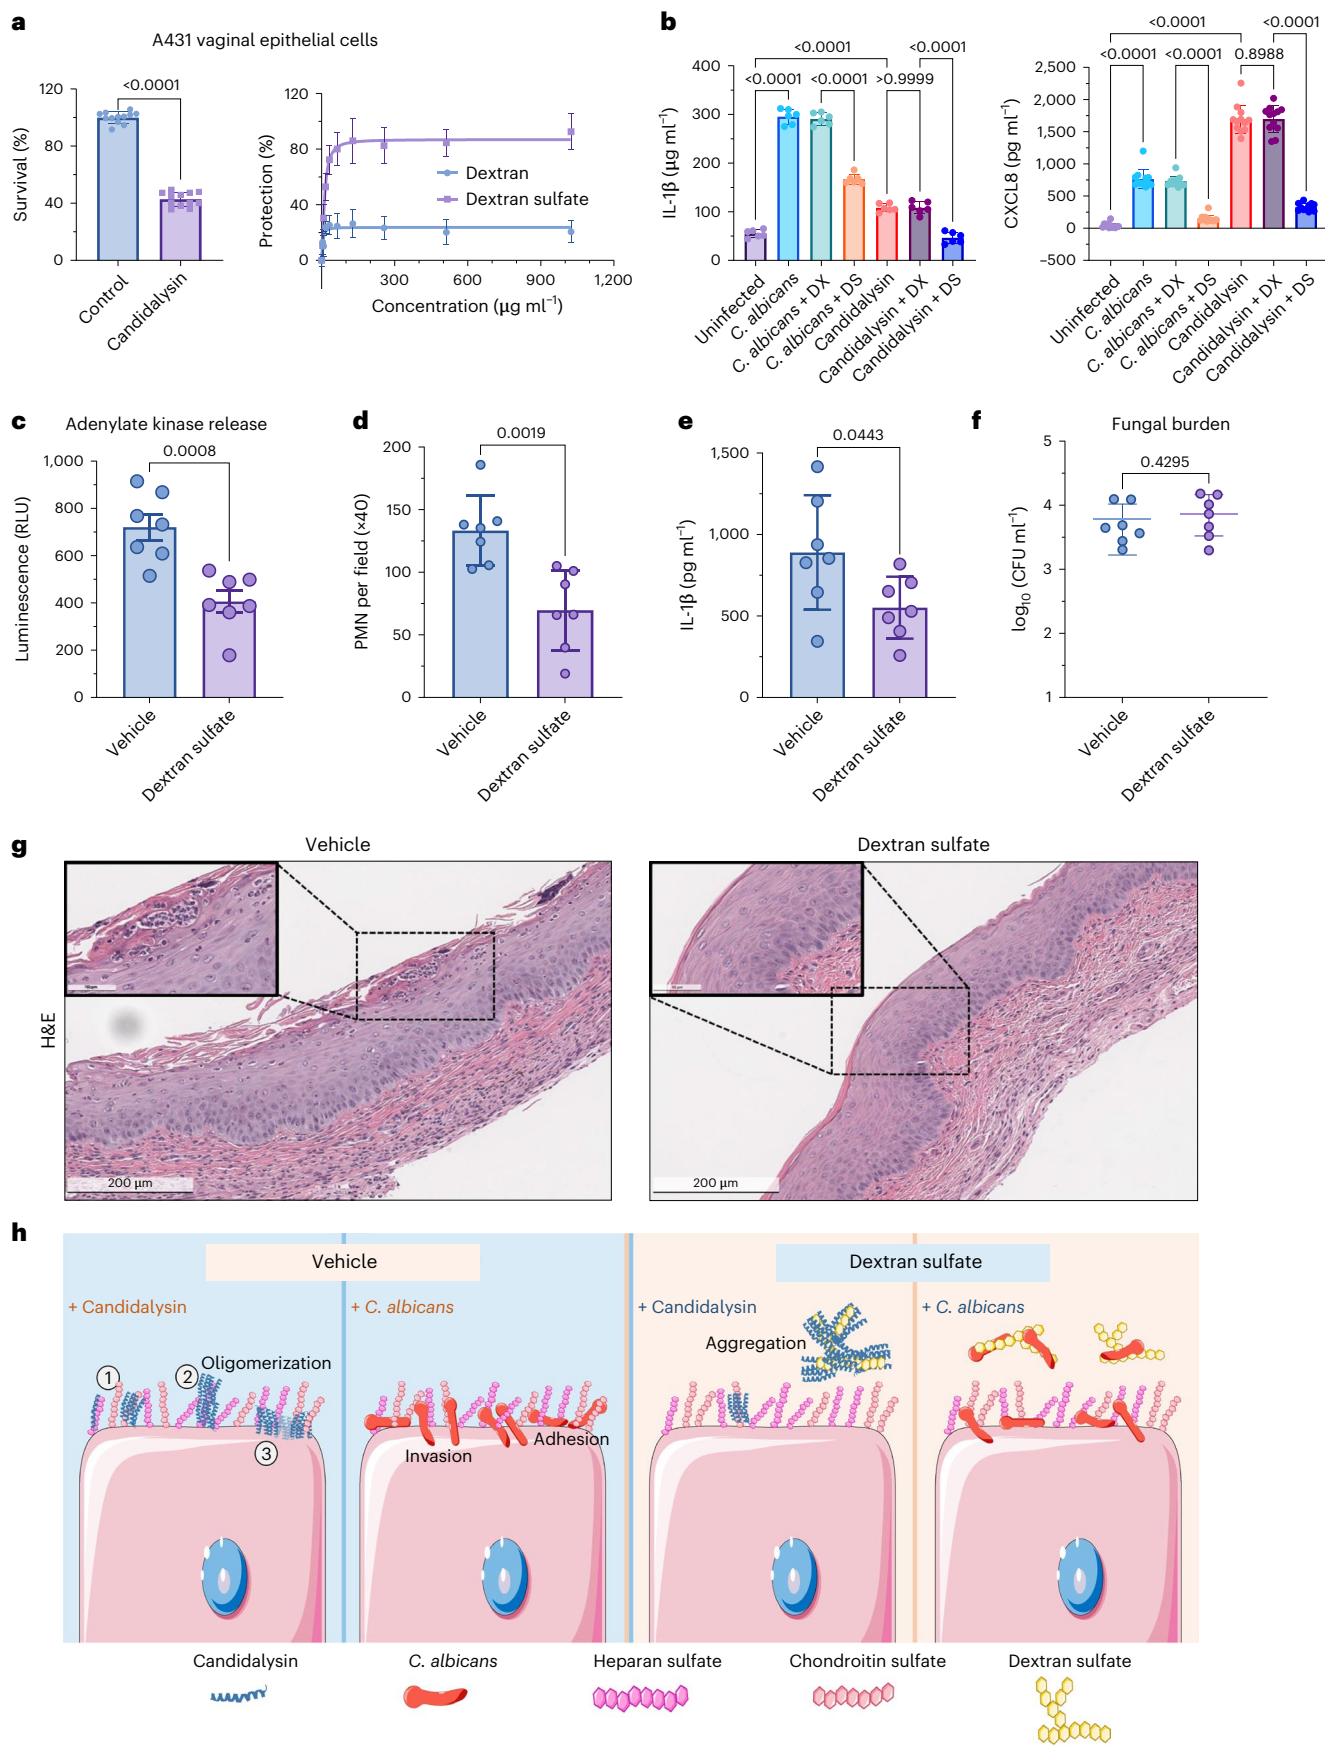 a
A431 vaginal epithelial cells
<0.0001
Survival (%)
120
80
40
0
Control
Candidalysin
Protection (%)
120
80
40
0
Dextran
Dextran sulfate
300
600
900
1,200
Concentration (µg ml⁻¹)
b
<0.0001
<0.0001
<0.0001
<0.0001
>0.9999
IL-1β (µg ml⁻¹)
400
300
200
100
0
Uninfected
C. albicans
C. albicans + DX
C. albicans + DS
Candidalysin
Candidalysin + DX
Candidalysin + DS
<0.0001
<0.0001
<0.0001
<0.0001
0.8988
CXCL8 (pg ml⁻¹)
2,500
2,000
1,500
1,000
500
0
−500
Uninfected
C. albicans
C. albicans + DX
C. albicans + DS
Candidalysin
Candidalysin + DX
Candidalysin + DS
c
Adenylate kinase release
0.0008
Luminescence (RLU)
1,000
800
600
400
200
0
Vehicle
Dextran sulfate
d
0.0019
PMN per field (×40)
200
150
100
50
0
Vehicle
Dextran sulfate
e
0.0443
IL-1β (pg ml⁻¹)
1,500
1,000
500
0
Vehicle
Dextran sulfate
f
Fungal burden
0.4295
log₁₀ (CFU ml⁻¹)
5
4
3
2
1
Vehicle
Dextran sulfate
g
Vehicle
Dextran sulfate
H&E
200 µm
200 µm
h
Vehicle
Dextran sulfate
+ Candidalysin
+ C. albicans
+ Candidalysin
+ C. albicans
1
2
Oligomerization
3
Invasion
Adhesion
Aggregation
Candidalysin
C. albicans
Heparan sulfate
Chondroitin sulfate
Dextran sulfate